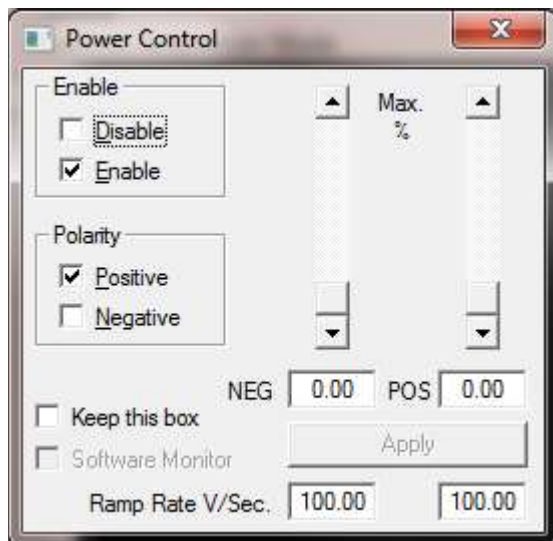 Power Control
Enable
Disable
Enable
Max.
%
Polarity
Positive
Negative
NEG 0.00 POS 0.00
Keep this box
Apply
Software Monitor
Ramp Rate V/Sec. 100.00 100.00